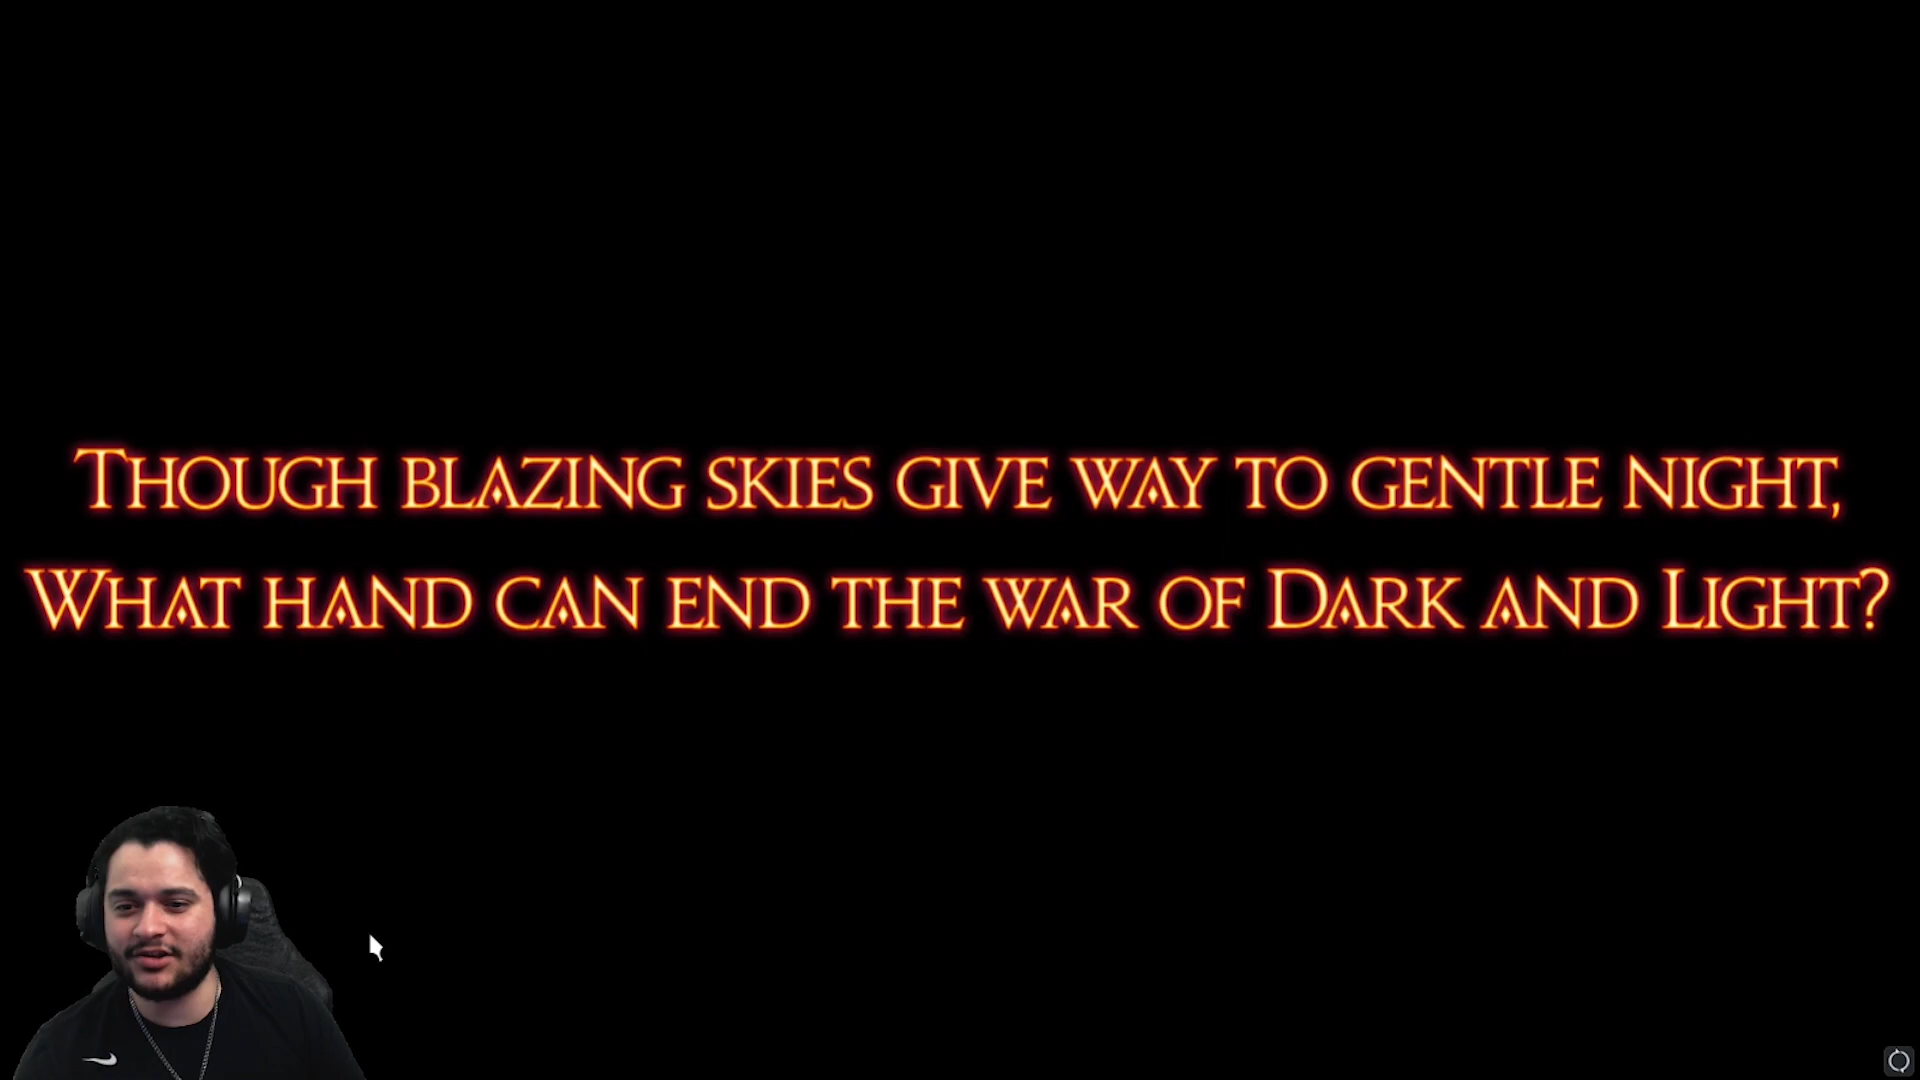 Though blazing skies give way to gentle night,
What hand can end the war of Dark and Light?